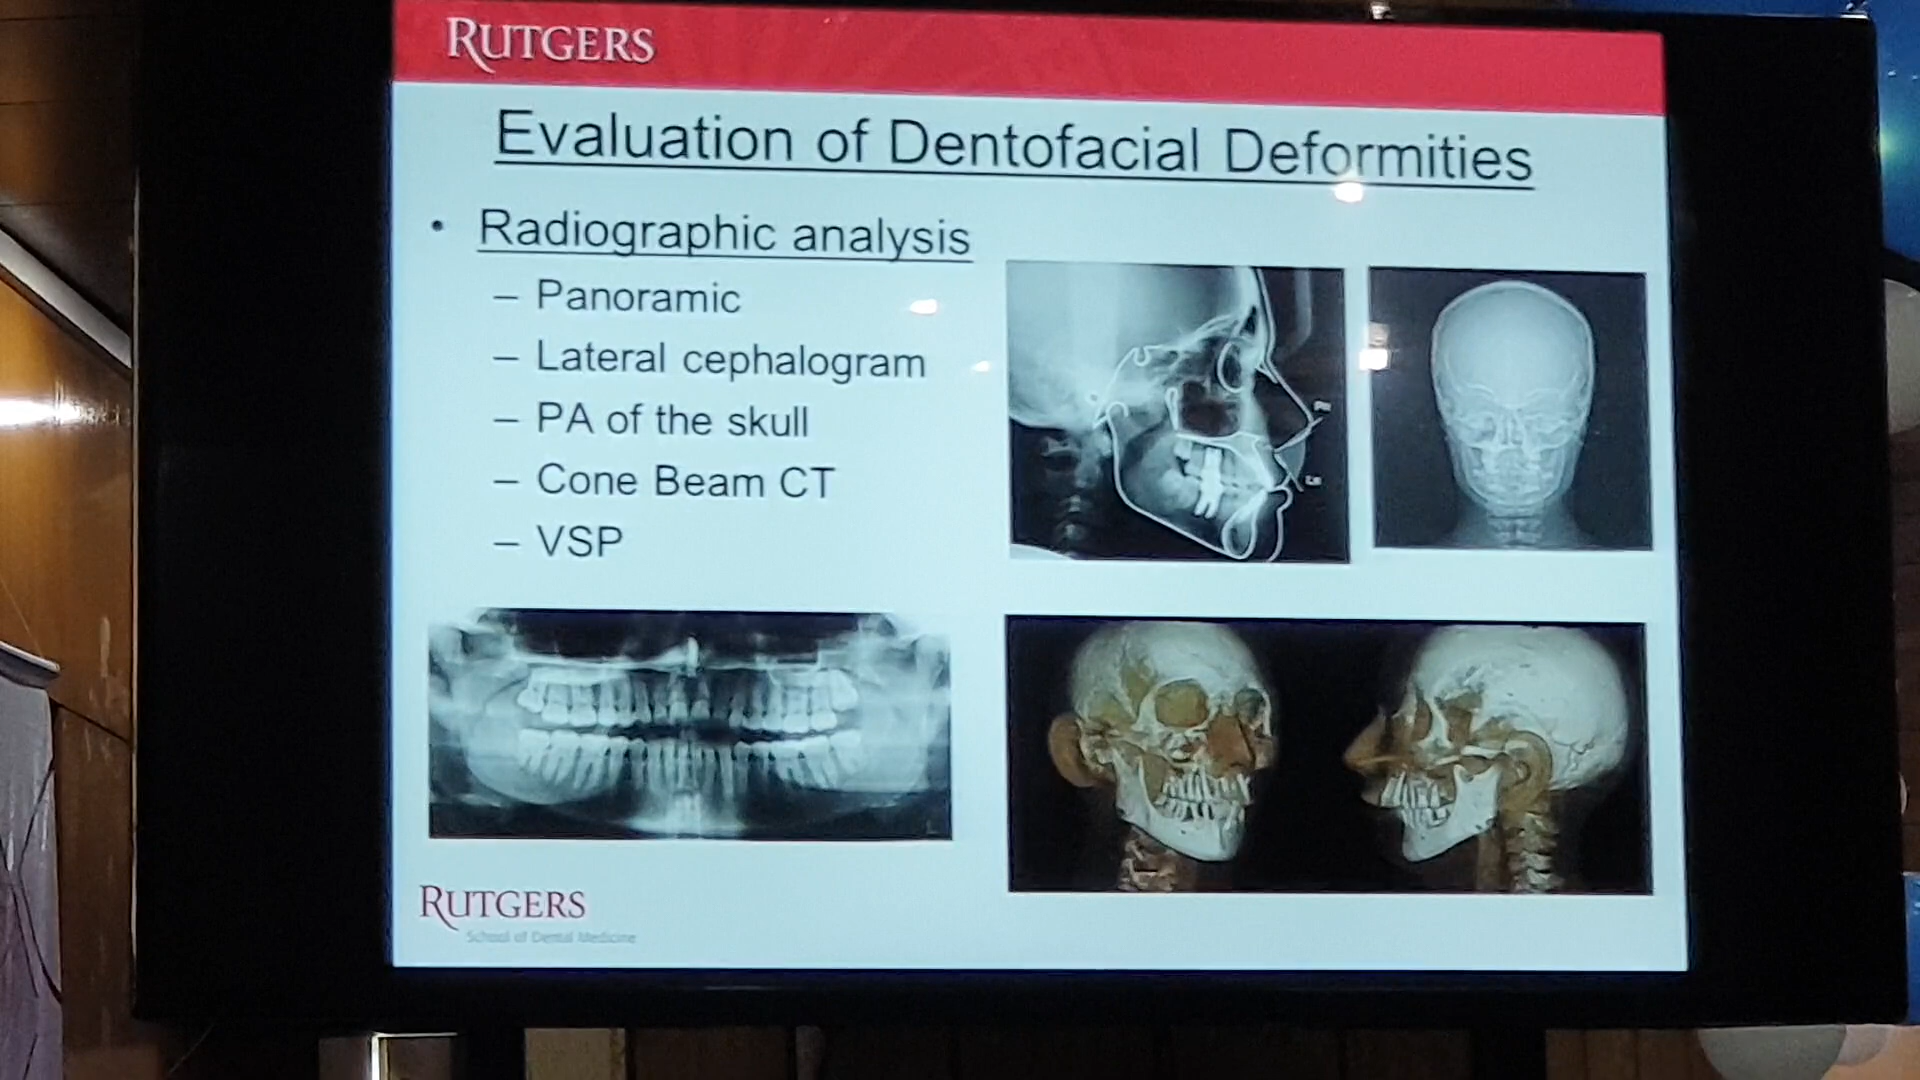 RUTGERS
Evaluation of Dentofacial Deformities
• Radiographic analysis
– Panoramic
– Lateral cephalogram
– PA of the skull
– Cone Beam CT
– VSP
RUTGERS
School of Dental Medicine